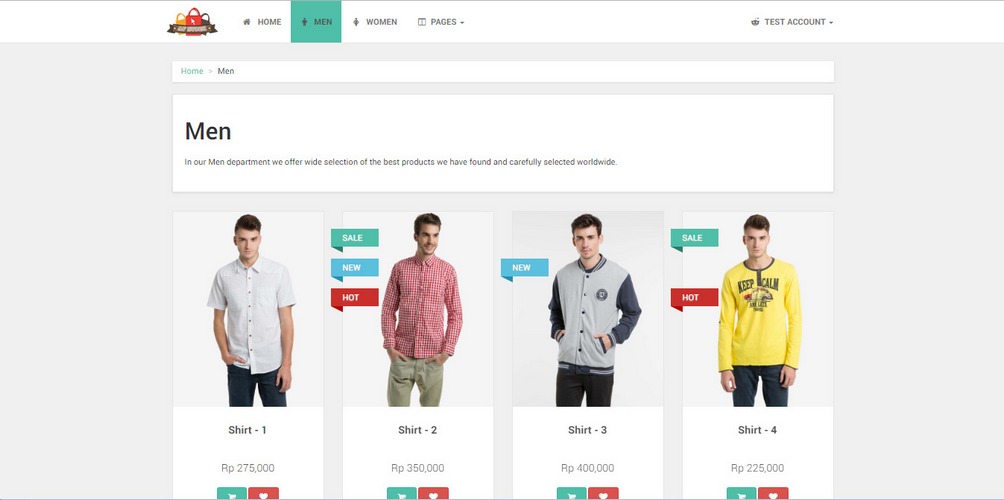 HOME
MEN
WOMEN
PAGES
TEST ACCOUNT
Home > Men
Men
In our Men department we offer wide selection of the best products we have found and carefully selected worldwide.
SALE
NEW
HOT
NEW
SALE
HOT
KEEP CALM
Shirt - 1
Shirt - 2
Shirt - 3
Shirt - 4
Rp 275,000
Rp 350,000
Rp 400,000
Rp 225,000